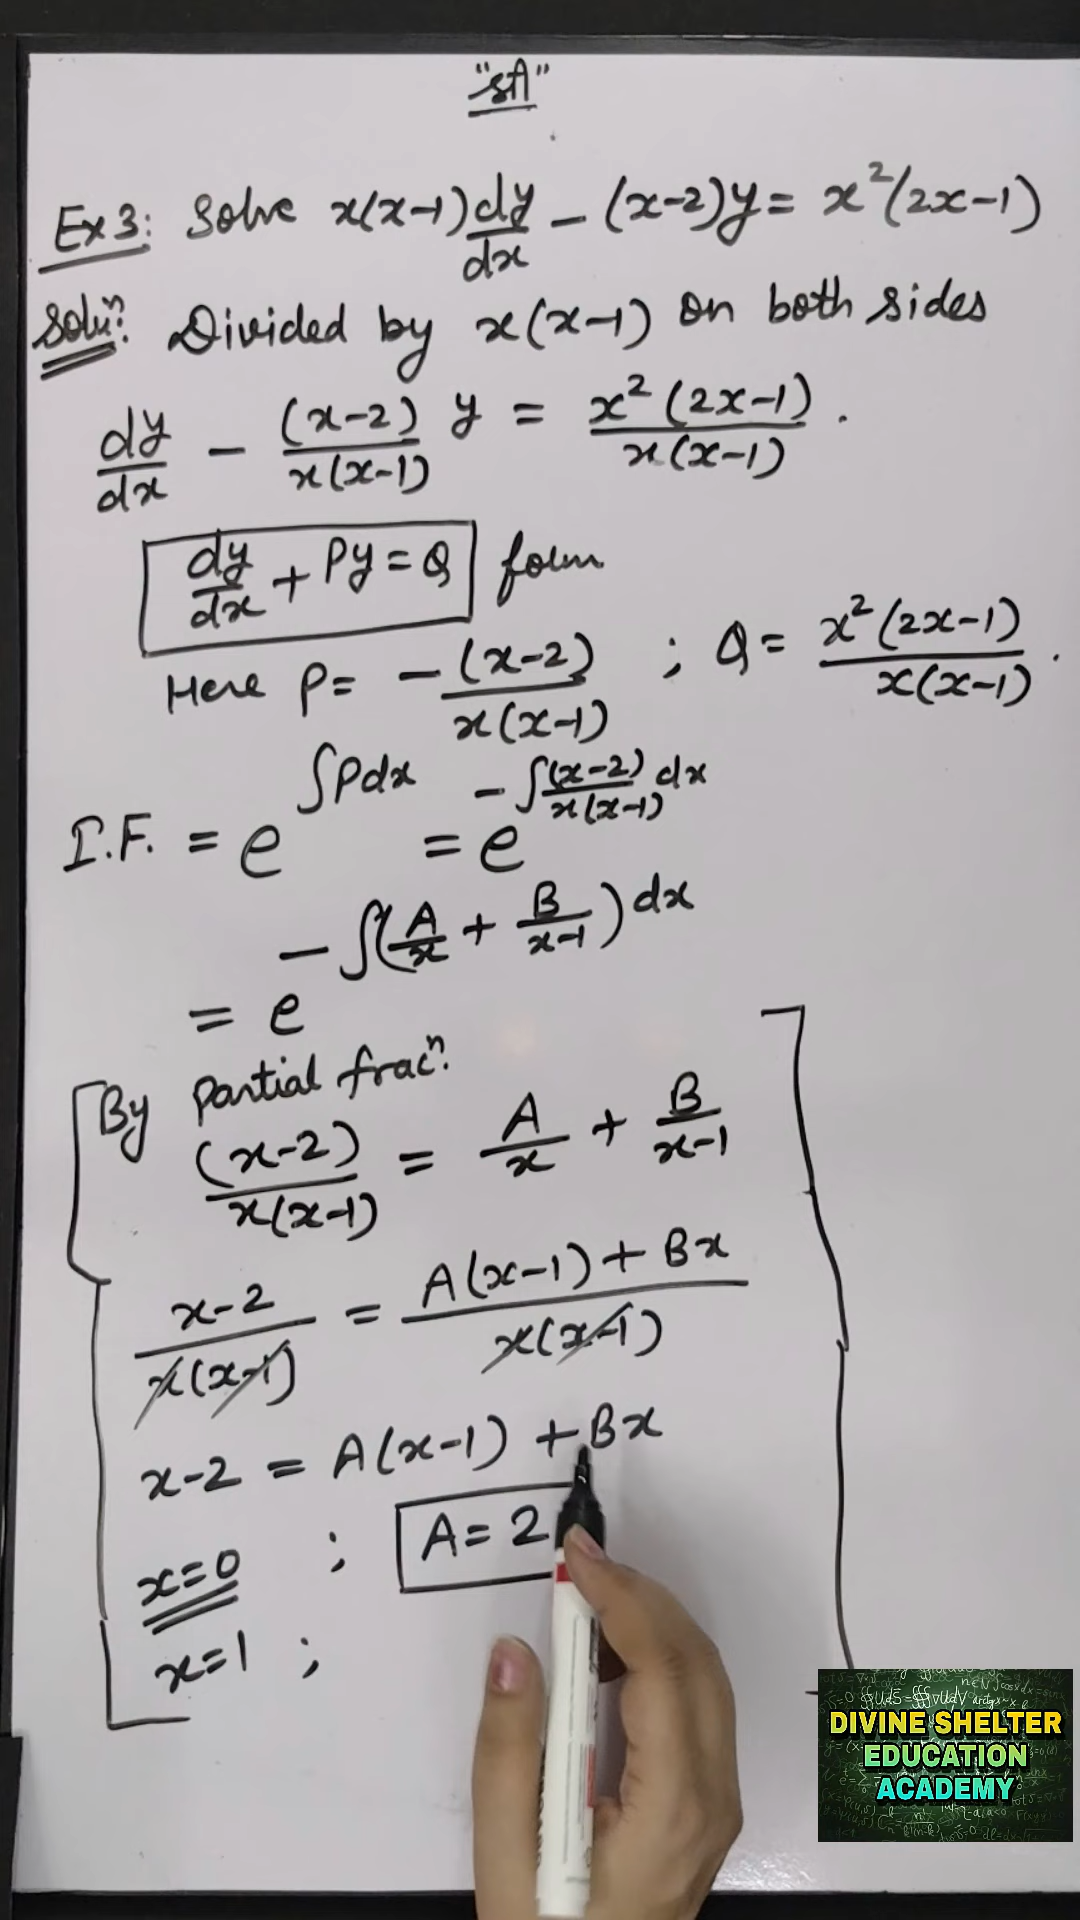 Ex 3: Solve x(x-1) dy/dx - (x-2)y = x²(2x-1)
Soluⁿ: Divided by x(x-1) on both sides
dy/dx - (x-2)/x(x-1) y = x²(2x-1)/x(x-1) .
dy/dx + Py = Q form
Here P = -(x-2)/x(x-1) ; Q = x²(2x-1)/x(x-1) .
I.F. = e^∫Pdx = e^-∫(x-2)/x(x-1) dx
= e^-∫(A/x + B/x-1) dx
By Partial fracⁿ.
(x-2)/x(x-1) = A/x + B/x-1
x-2/x(x-1) = A(x-1) + Bx/x(x-1)
x-2 = A(x-1) + Bx
x=0 ; A = 2
x=1 ;
DIVINE SHELTER
EDUCATION
ACADEMY